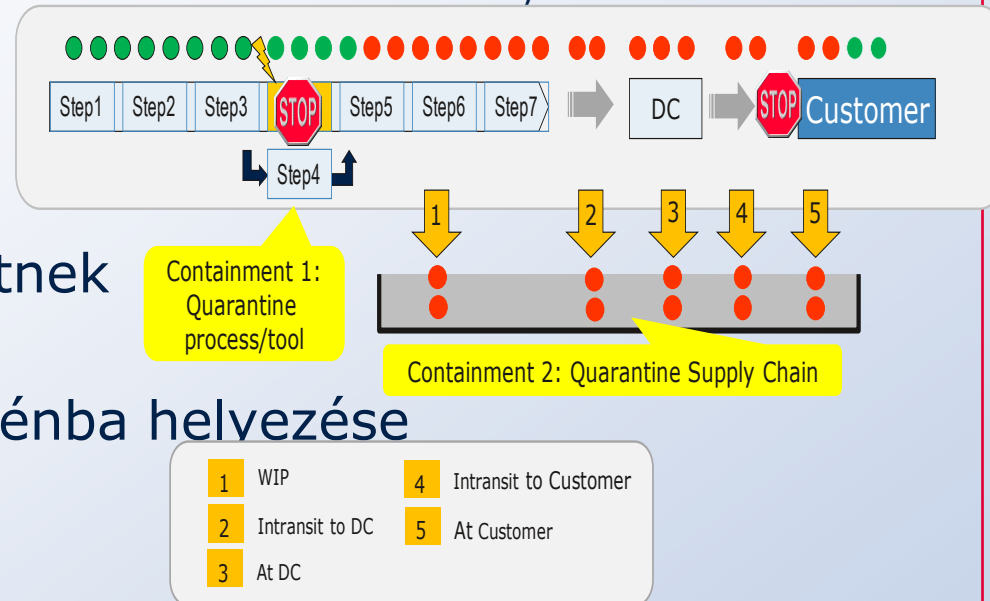 Step1 Step2 Step3 STOP Step5 Step6 Step7 DC STOP Customer
Step4
1 2 3 4 5
Containment 1:
Quarantine
process/tool
Containment 2: Quarantine Supply Chain
helyezése
1 WIP
2 Intransit to DC
3 At DC
4 Intransit to Customer
5 At Customer